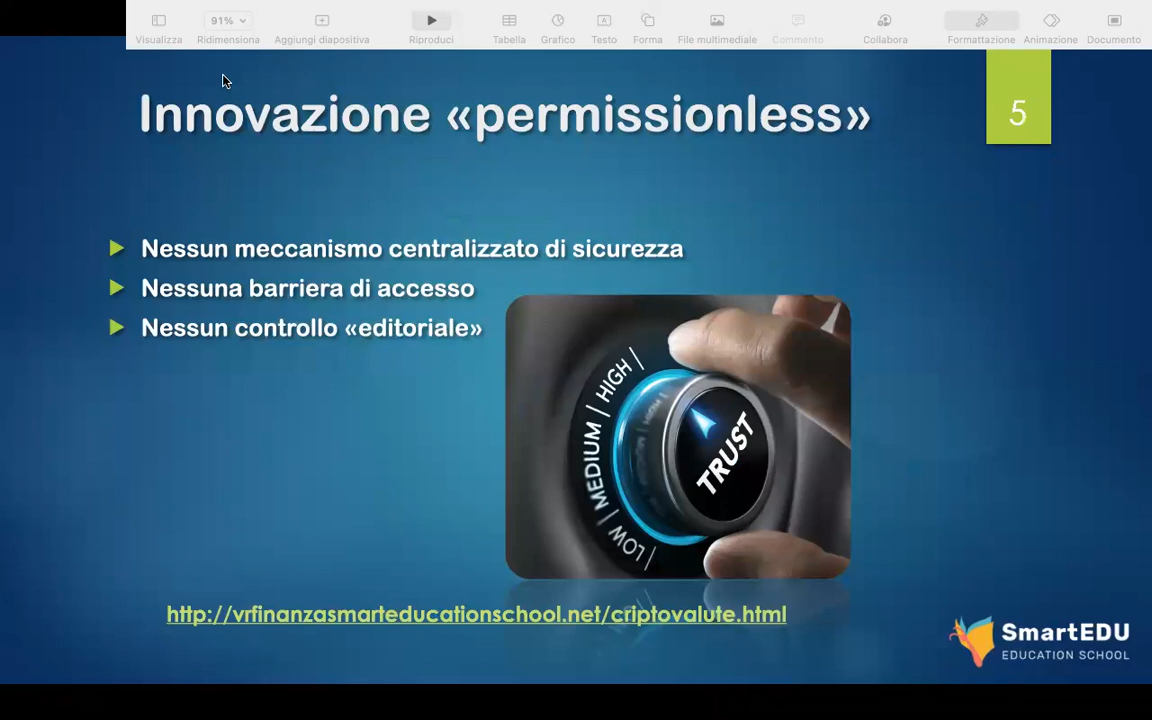 91%
Visualizza
Ridimensiona
Aggiungi diapositiva
Riproduci
Tabella
Grafico
Testo
Forma
File multimediale
Commento
Collabora
Formattazione
Animazione
Documento
Innovazione «permissionless»
5
Nessun meccanismo centralizzato di sicurezza
Nessuna barriera di accesso
Nessun controllo «editoriale»
LOW | MEDIUM | HIGH |
TRUST
http://vrfinanzasmarteducationschool.net/criptovalute.html
SmartEDU
EDUCATION SCHOOL